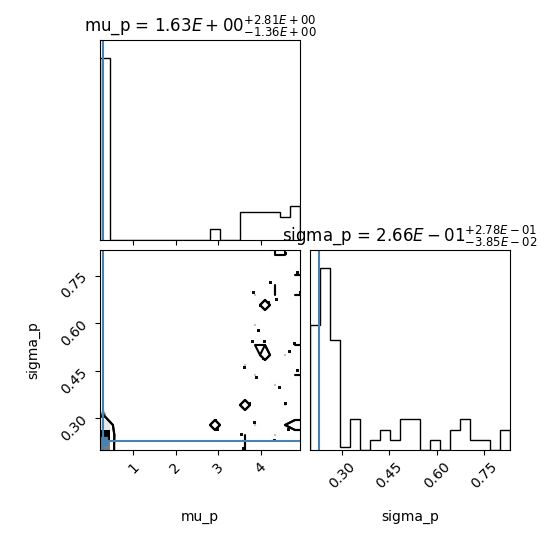 mu_p = 1.63E+00+2.81E+00−1.36E+00
sigma_p = 2.66E−01+2.78E−01−3.85E−02
0.75
0.60
0.45
0.30
sigma_p
1 2 3 4
0.30 0.45 0.60 0.75
mu_p sigma_p